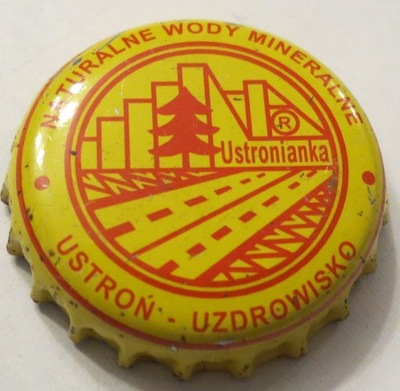 NATURALNE WODY MINERALNE
®
Ustronianka
USTROŃ - UZDROWISKO